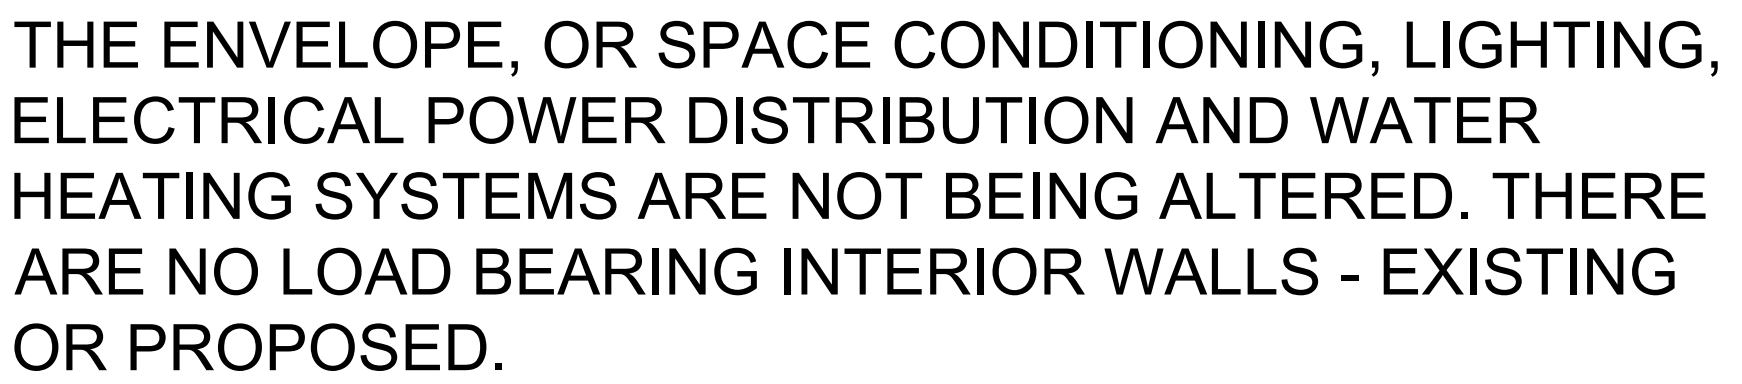 THE ENVELOPE, OR SPACE CONDITIONING, LIGHTING,
ELECTRICAL POWER DISTRIBUTION AND WATER
HEATING SYSTEMS ARE NOT BEING ALTERED. THERE
ARE NO LOAD BEARING INTERIOR WALLS - EXISTING
OR PROPOSED.